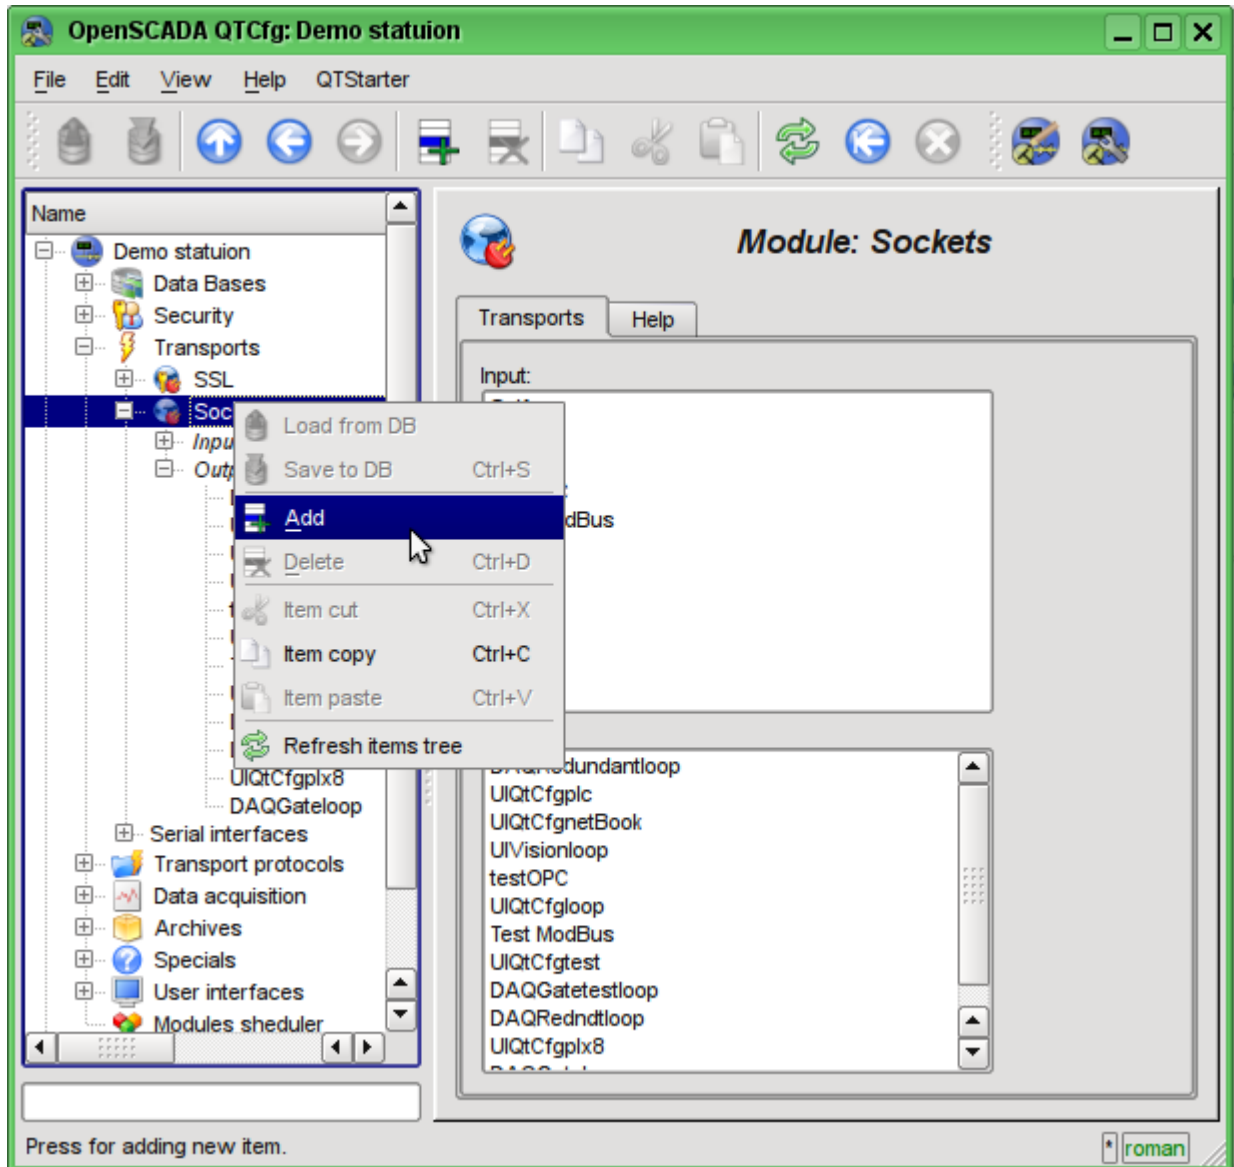 OpenSCADA QTCfg: Demo statuion
File Edit View Help QTStarter
Name
Demo statuion
Data Bases
Security
Transports
SSL
Soc
Inpu
Outp
UIQtCfgplx8
DAQGateloop
Serial interfaces
Transport protocols
Data acquisition
Archives
Specials
User interfaces
Modules sheduler
Load from DB
Save to DB Ctrl+S
Add
Delete Ctrl+D
Item cut Ctrl+X
Item copy Ctrl+C
Item paste Ctrl+V
Refresh items tree
Module: Sockets
Transports Help
Input:
dBus
DAQRedundantloop
UIQtCfgplc
UIQtCfgnetBook
UIVisionloop
testOPC
UIQtCfgloop
Test ModBus
UIQtCfgtest
DAQGatetestloop
DAQRedndtloop
UIQtCfgplx8
Press for adding new item.
* roman